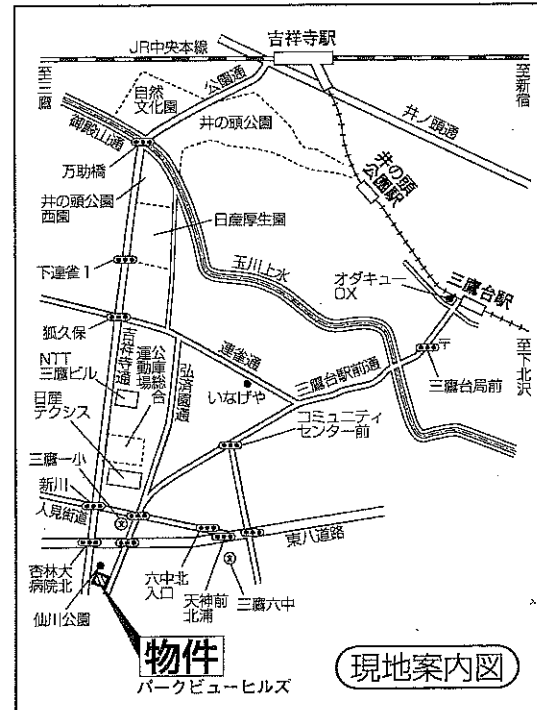 吉祥寺駅
JR中央本線
至三鷹
至新宿
自然
文化園
公園通
井ノ頭通
御殿山通
井の頭公園
万助橋
井の頭
公園駅
井の頭公園
西園
日産厚生園
下連雀1
玉川上水
オダキュー
OX
三鷹台駅
狐久保
吉祥寺通
公庫総合
運動場
弘済園通
連雀通
三鷹台駅前通
〒
至下北沢
NTT
三鷹ビル
いなげや
三鷹台局前
日産
テクシス
コミュニティ
センター前
三鷹一小
文
新川
人見街道
東八道路
杏林大
病院北
六中北
入口
天神前
北浦
文
三鷹六中
仙川公園
物件
パークビューヒルズ
現地案内図